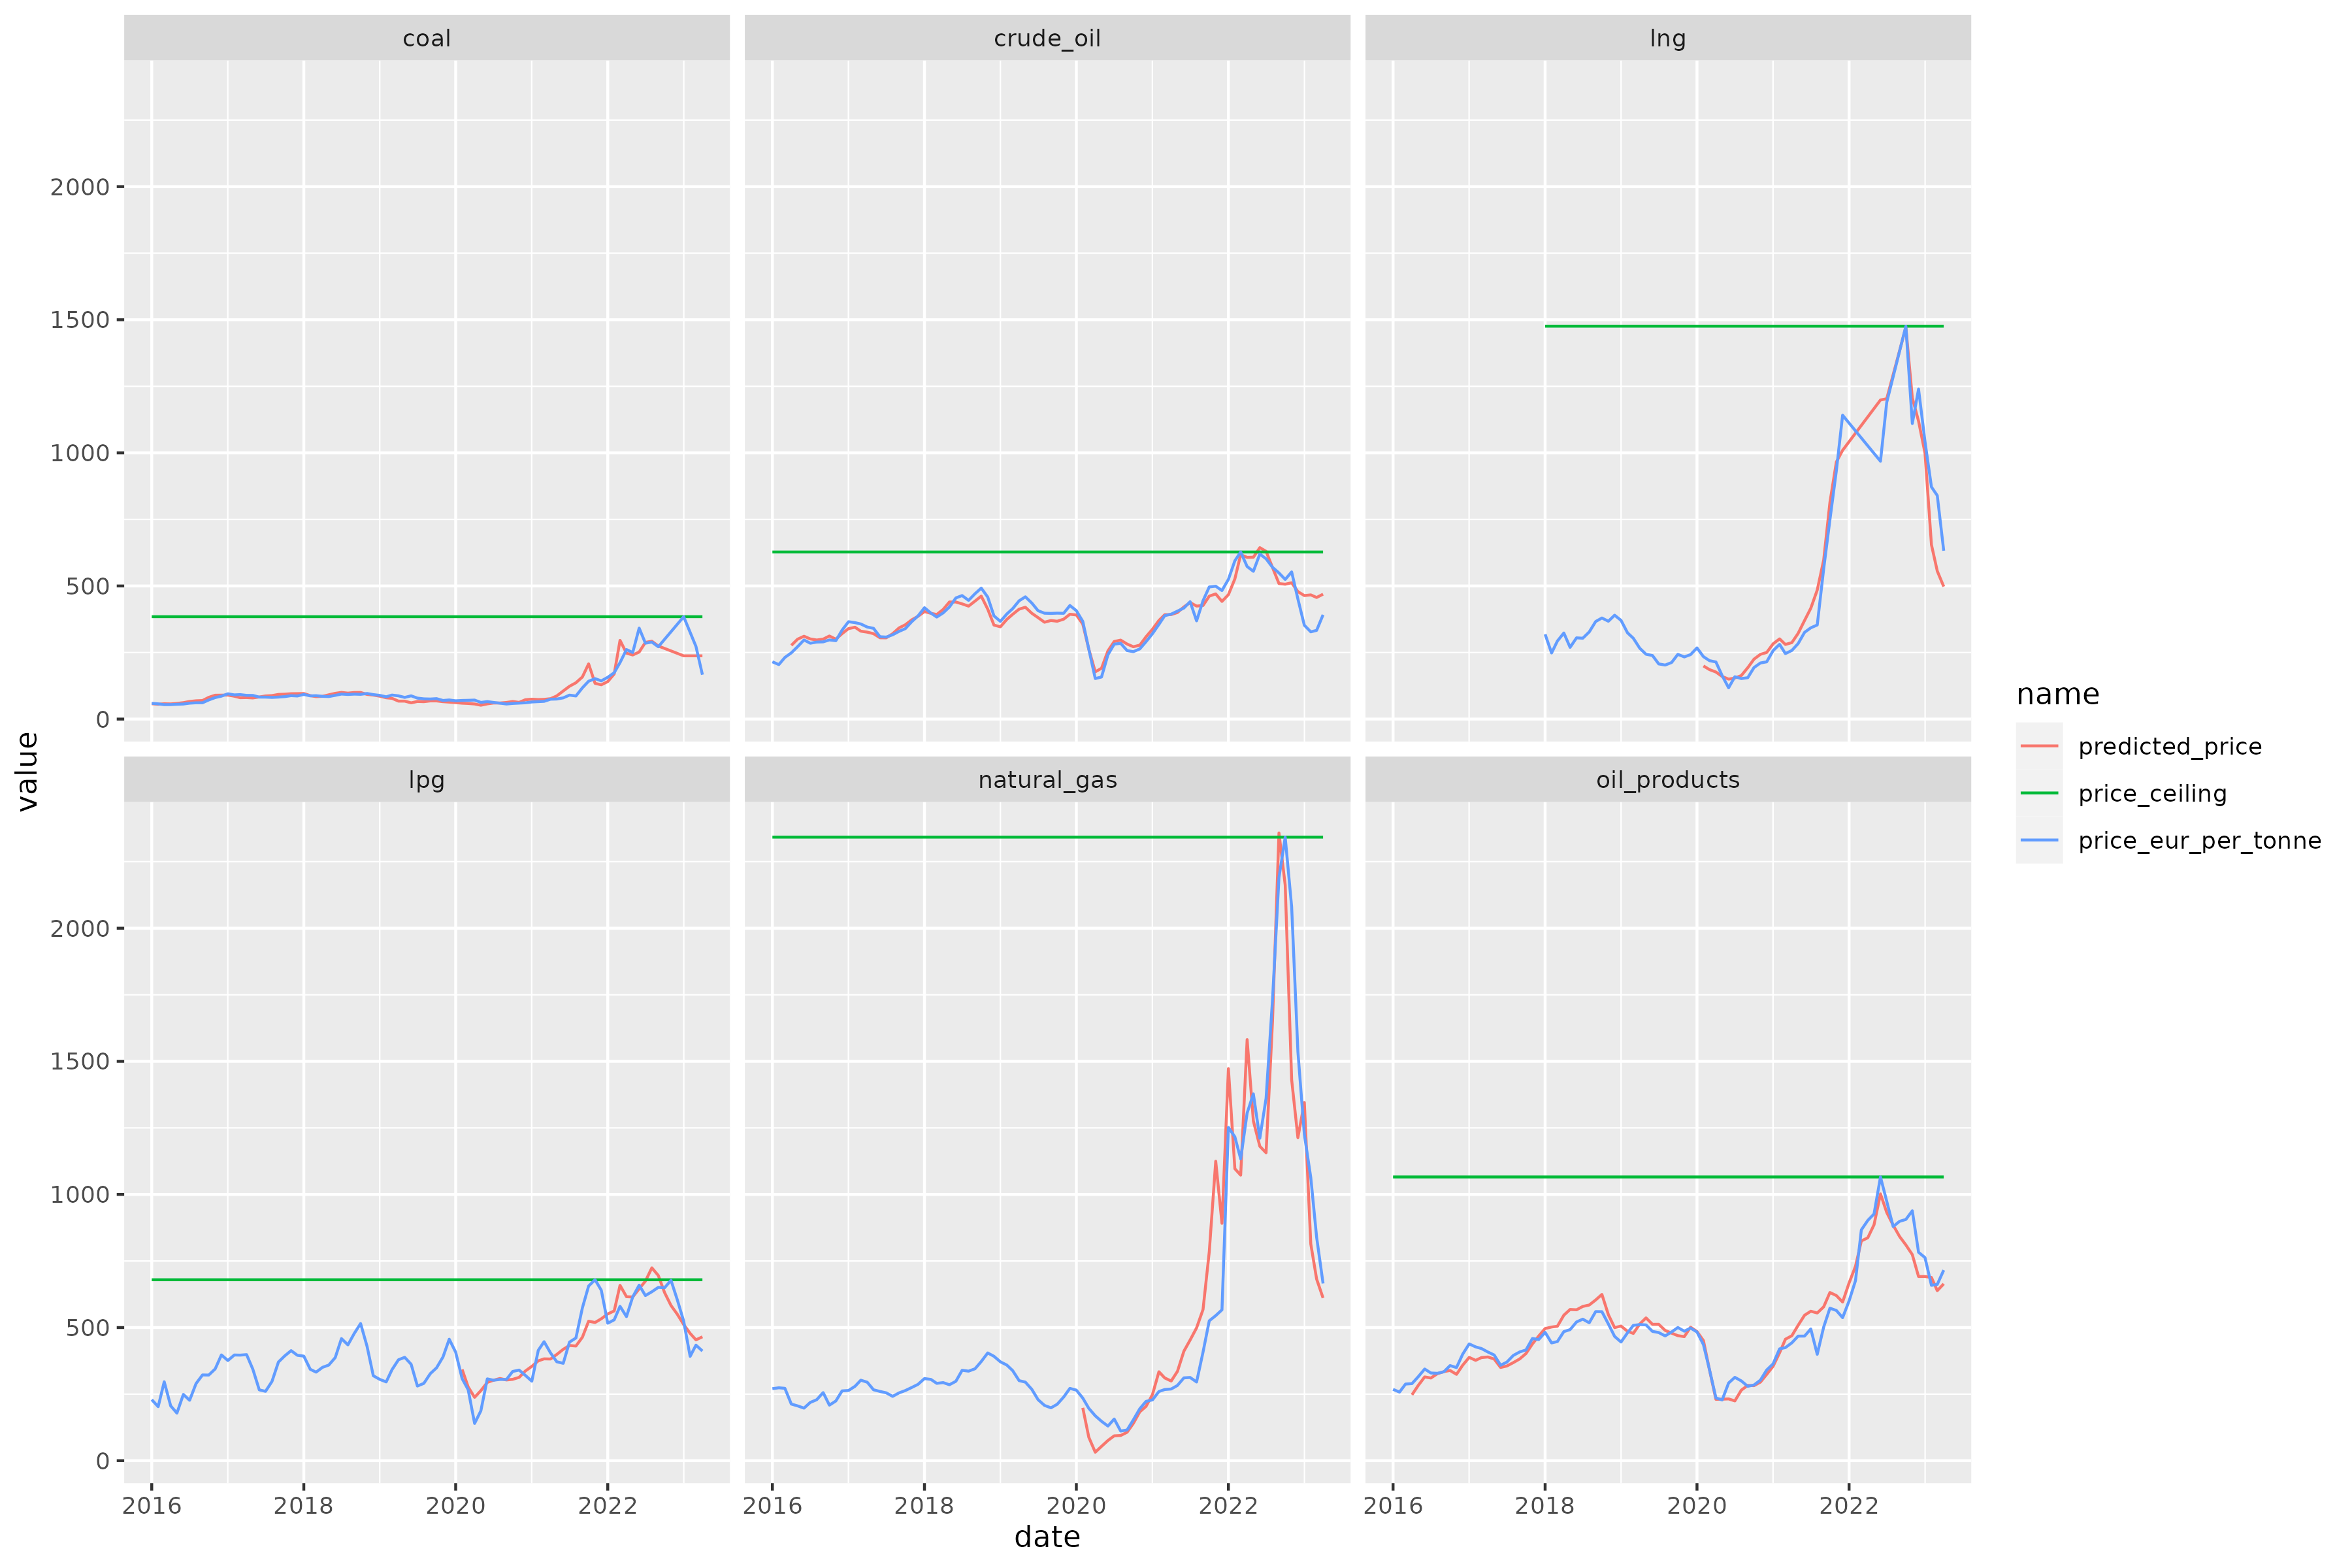 coal
crude_oil
lng
2000
1500
1000
500
0
lpg
natural_gas
oil_products
2000
1500
1000
500
0
2016 2018 2020 2022
2016 2018 2020 2022
2016 2018 2020 2022
date
value
name
predicted_price
price_ceiling
price_eur_per_tonne